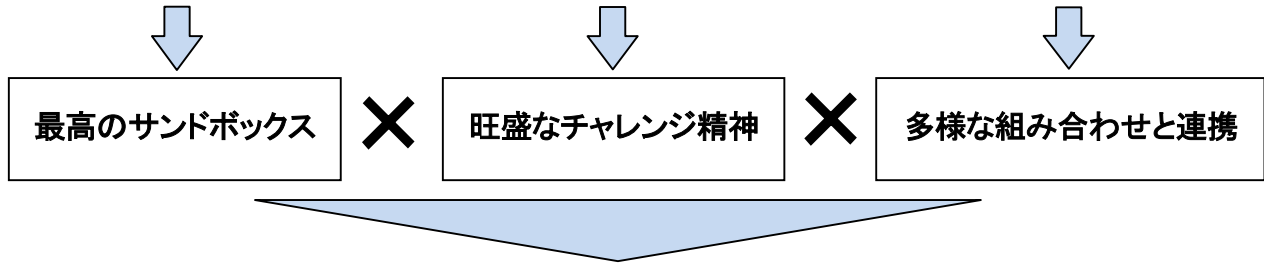 最高のサンドボックス
×
旺盛なチャレンジ精神
×
多様な組み合わせと連携